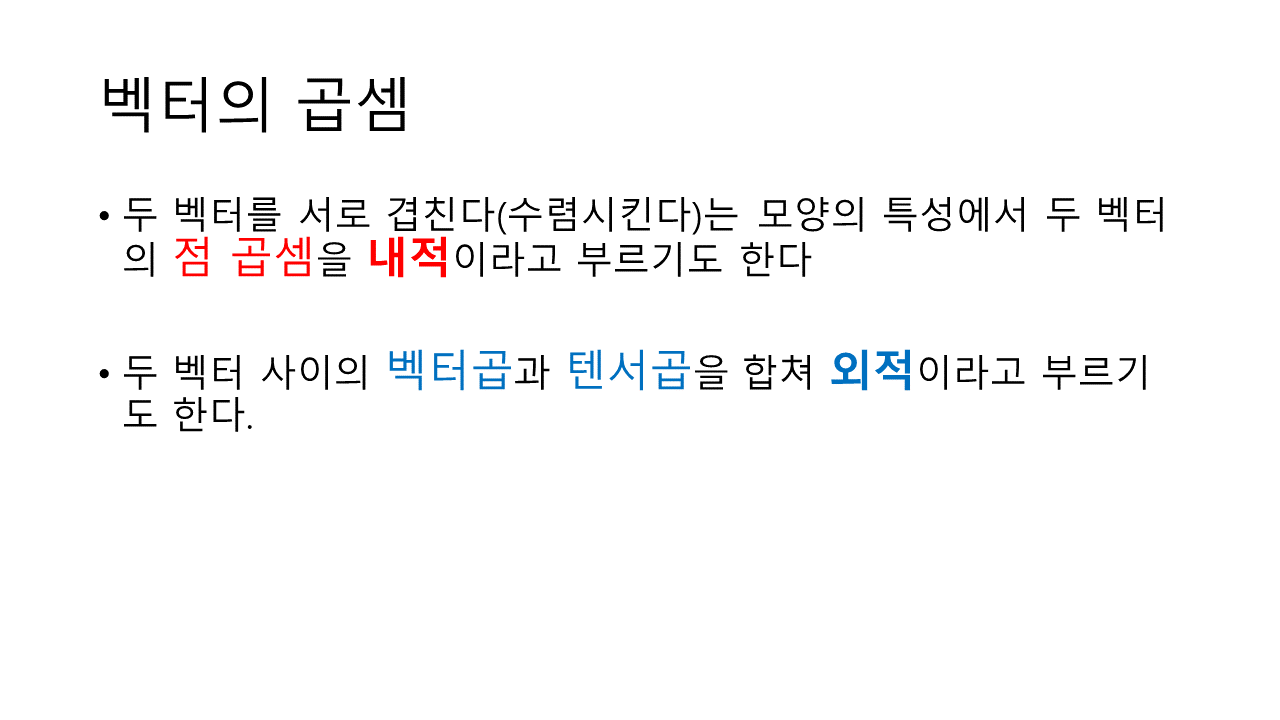 벡터의 곱셈
• 두 벡터를 서로 겹친다(수렴시킨다)는 모양의 특성에서 두 벡터
의 점 곱셈을 내적이라고 부르기도 한다
• 두 벡터 사이의 벡터곱과 텐서곱을 합쳐 외적이라고 부르기
도 한다.